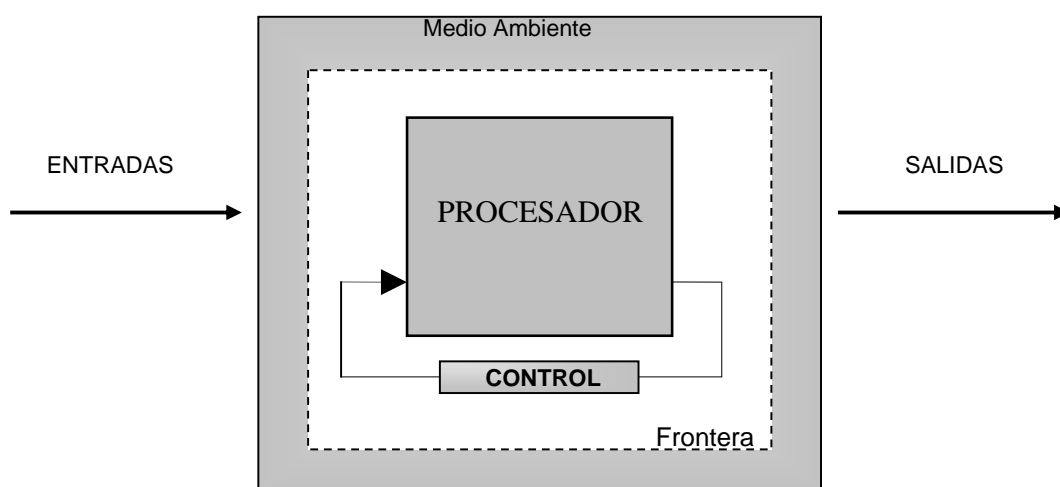 Medio Ambiente
ENTRADAS
SALIDAS
PROCESADOR
CONTROL
Frontera